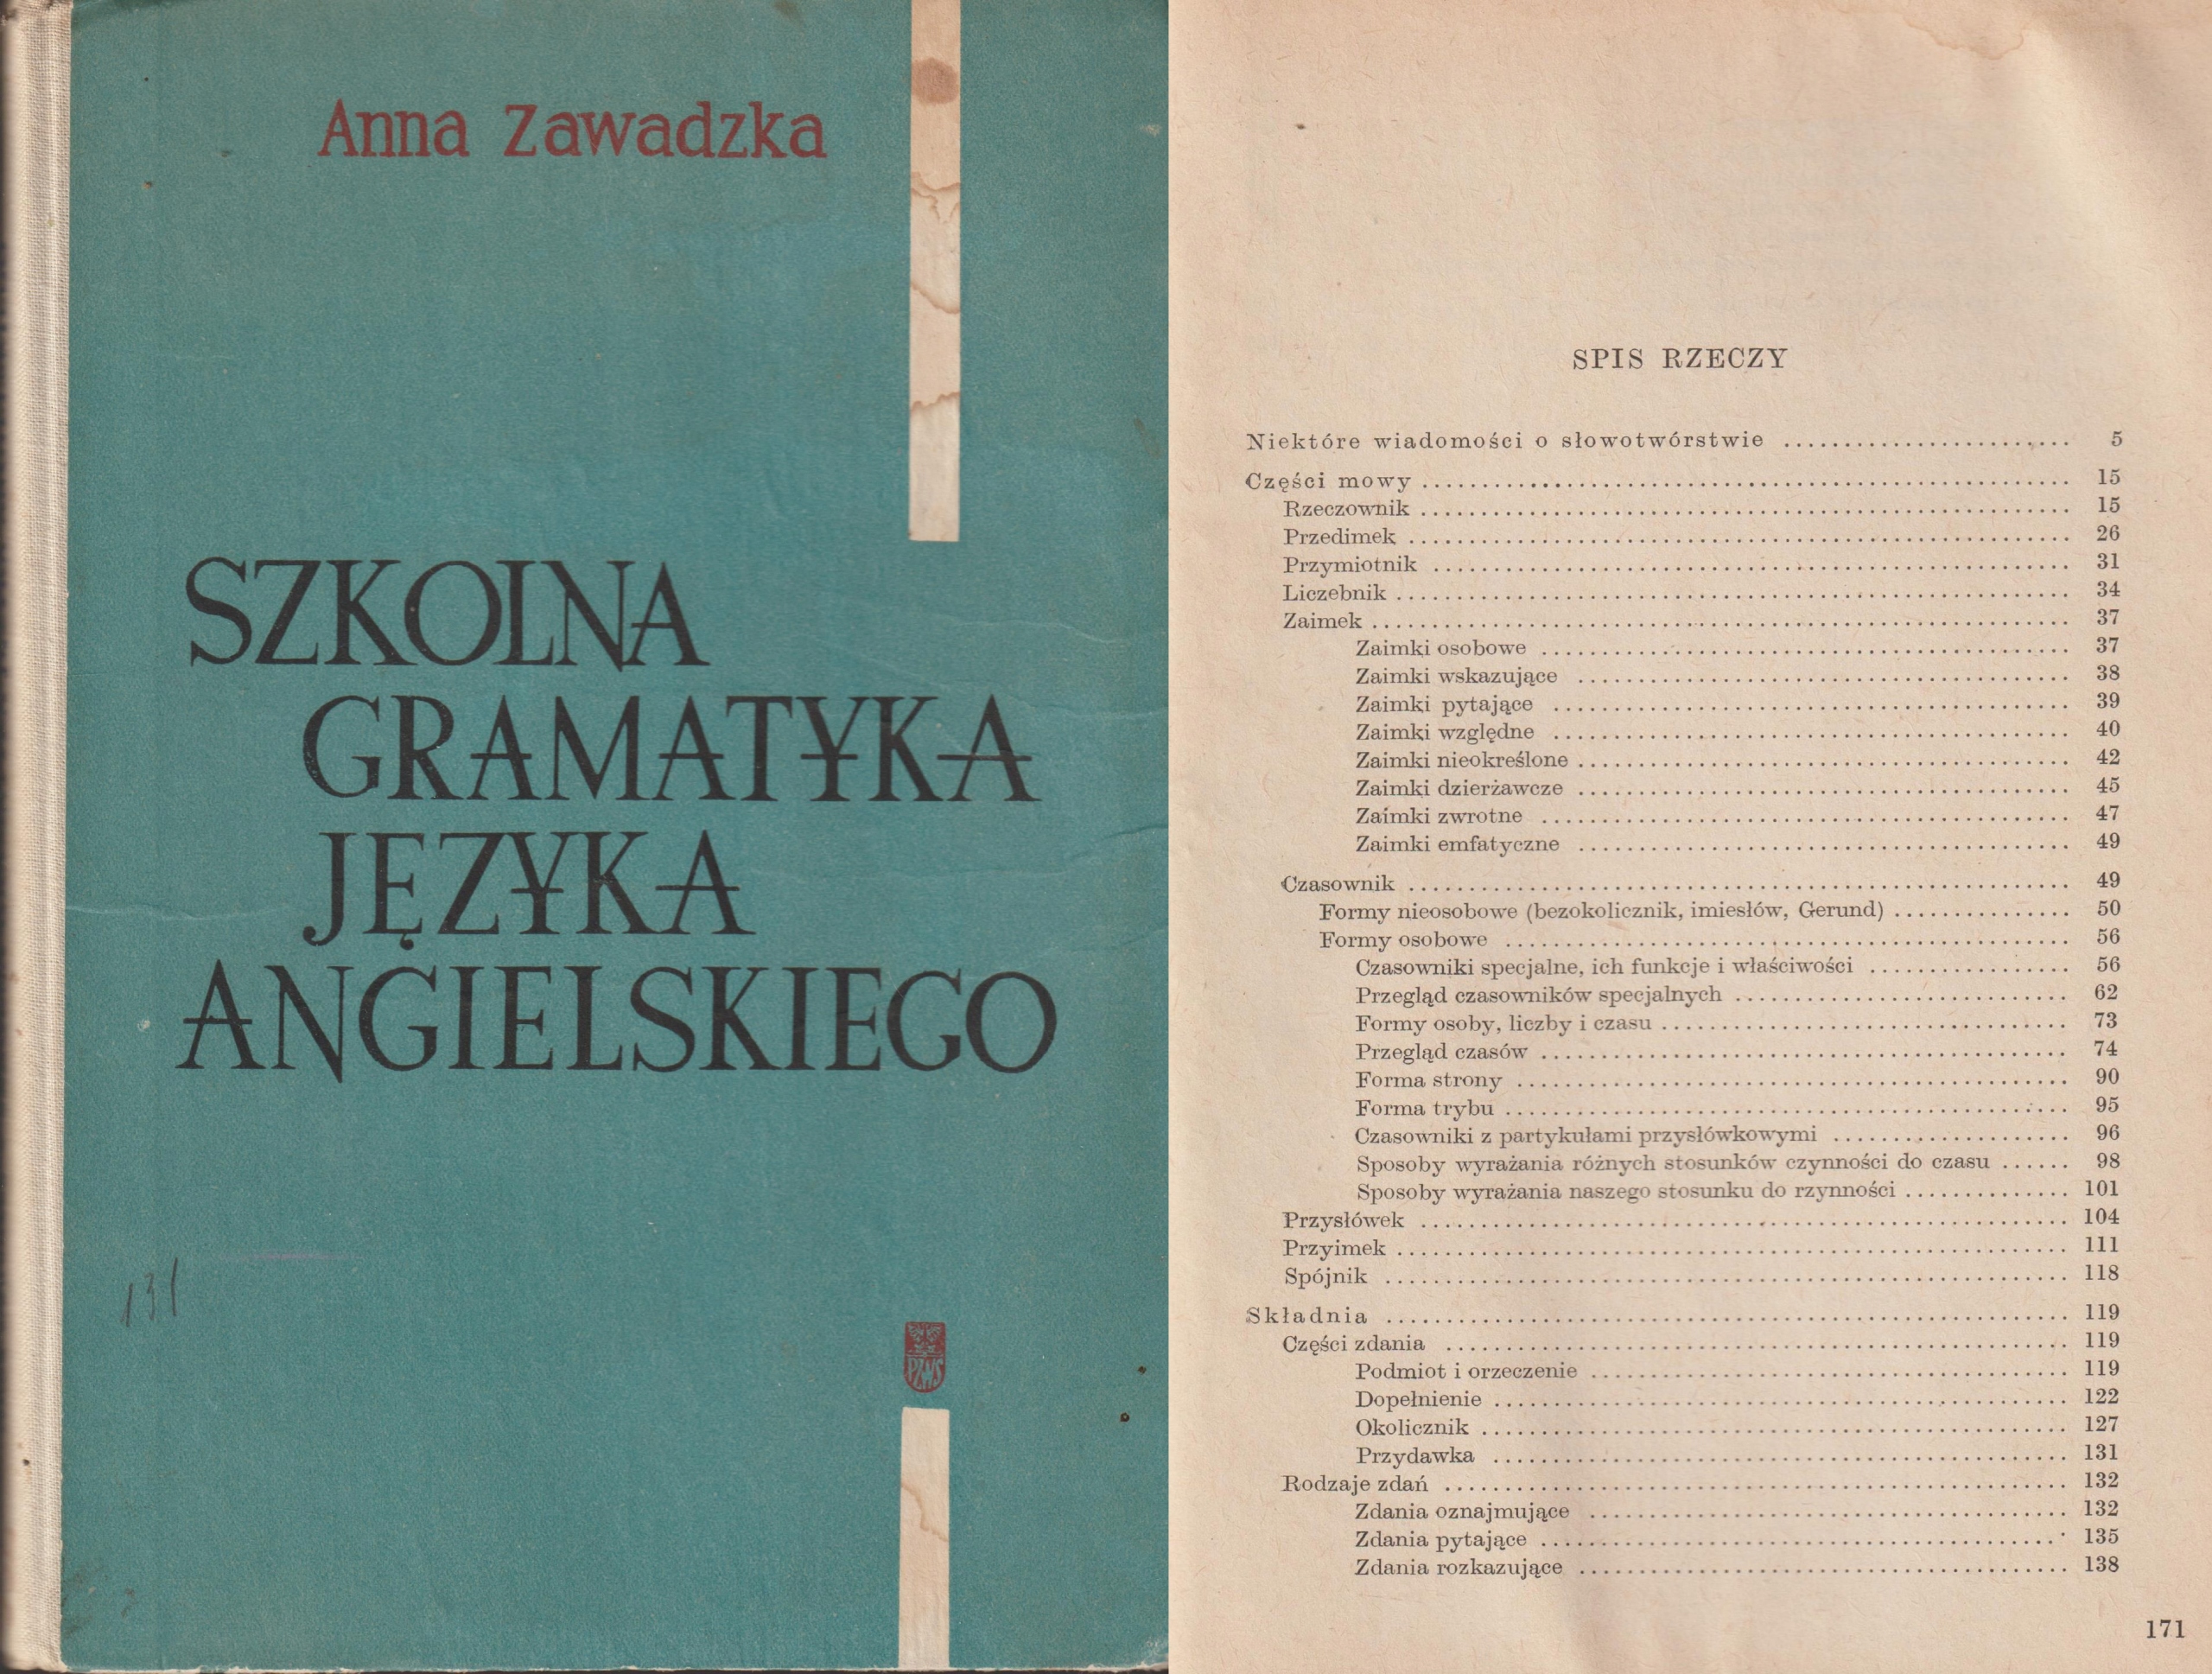 Anna Zawadzka
SZKOLNA
GRAMATYKA
JĘZYKA
ANGIELSKIEGO
131
PZWS
SPIS RZECZY
Niektóre wiadomości o słowotwórstwie ........................ 5
Części mowy ........................ 15
Rzeczownik ........................ 15
Przedimek ........................ 26
Przymiotnik ........................ 31
Liczebnik ........................ 34
Zaimek ........................ 37
Zaimki osobowe ........................ 37
Zaimki wskazujące ........................ 38
Zaimki pytające ........................ 39
Zaimki względne ........................ 40
Zaimki nieokreślone ........................ 42
Zaimki dzierżawcze ........................ 45
Zaimki zwrotne ........................ 47
Zaimki emfatyczne ........................ 49
Czasownik ........................ 49
Formy nieosobowe (bezokolicznik, imiesłów, Gerund) ............... 50
Formy osobowe ........................ 56
Czasowniki specjalne, ich funkcje i właściwości ................. 56
Przegląd czasowników specjalnych ........................ 62
Formy osoby, liczby i czasu ........................ 73
Przegląd czasów ........................ 74
Forma strony ........................ 90
Forma trybu ........................ 95
Czasowniki z partykułami przysłówkowymi .................... 96
Sposoby wyrażania różnych stosunków czynności do czasu ...... 98
Sposoby wyrażania naszego stosunku do rzynności .............. 101
Przysłówek ........................ 104
Przyimek ........................ 111
Spójnik ........................ 118
Składnia ........................ 119
Części zdania ........................ 119
Podmiot i orzeczenie ........................ 119
Dopełnienie ........................ 122
Okolicznik ........................ 127
Przydawka ........................ 131
Rodzaje zdań ........................ 132
Zdania oznajmujące ........................ 132
Zdania pytające ........................ 135
Zdania rozkazujące ........................ 138
171